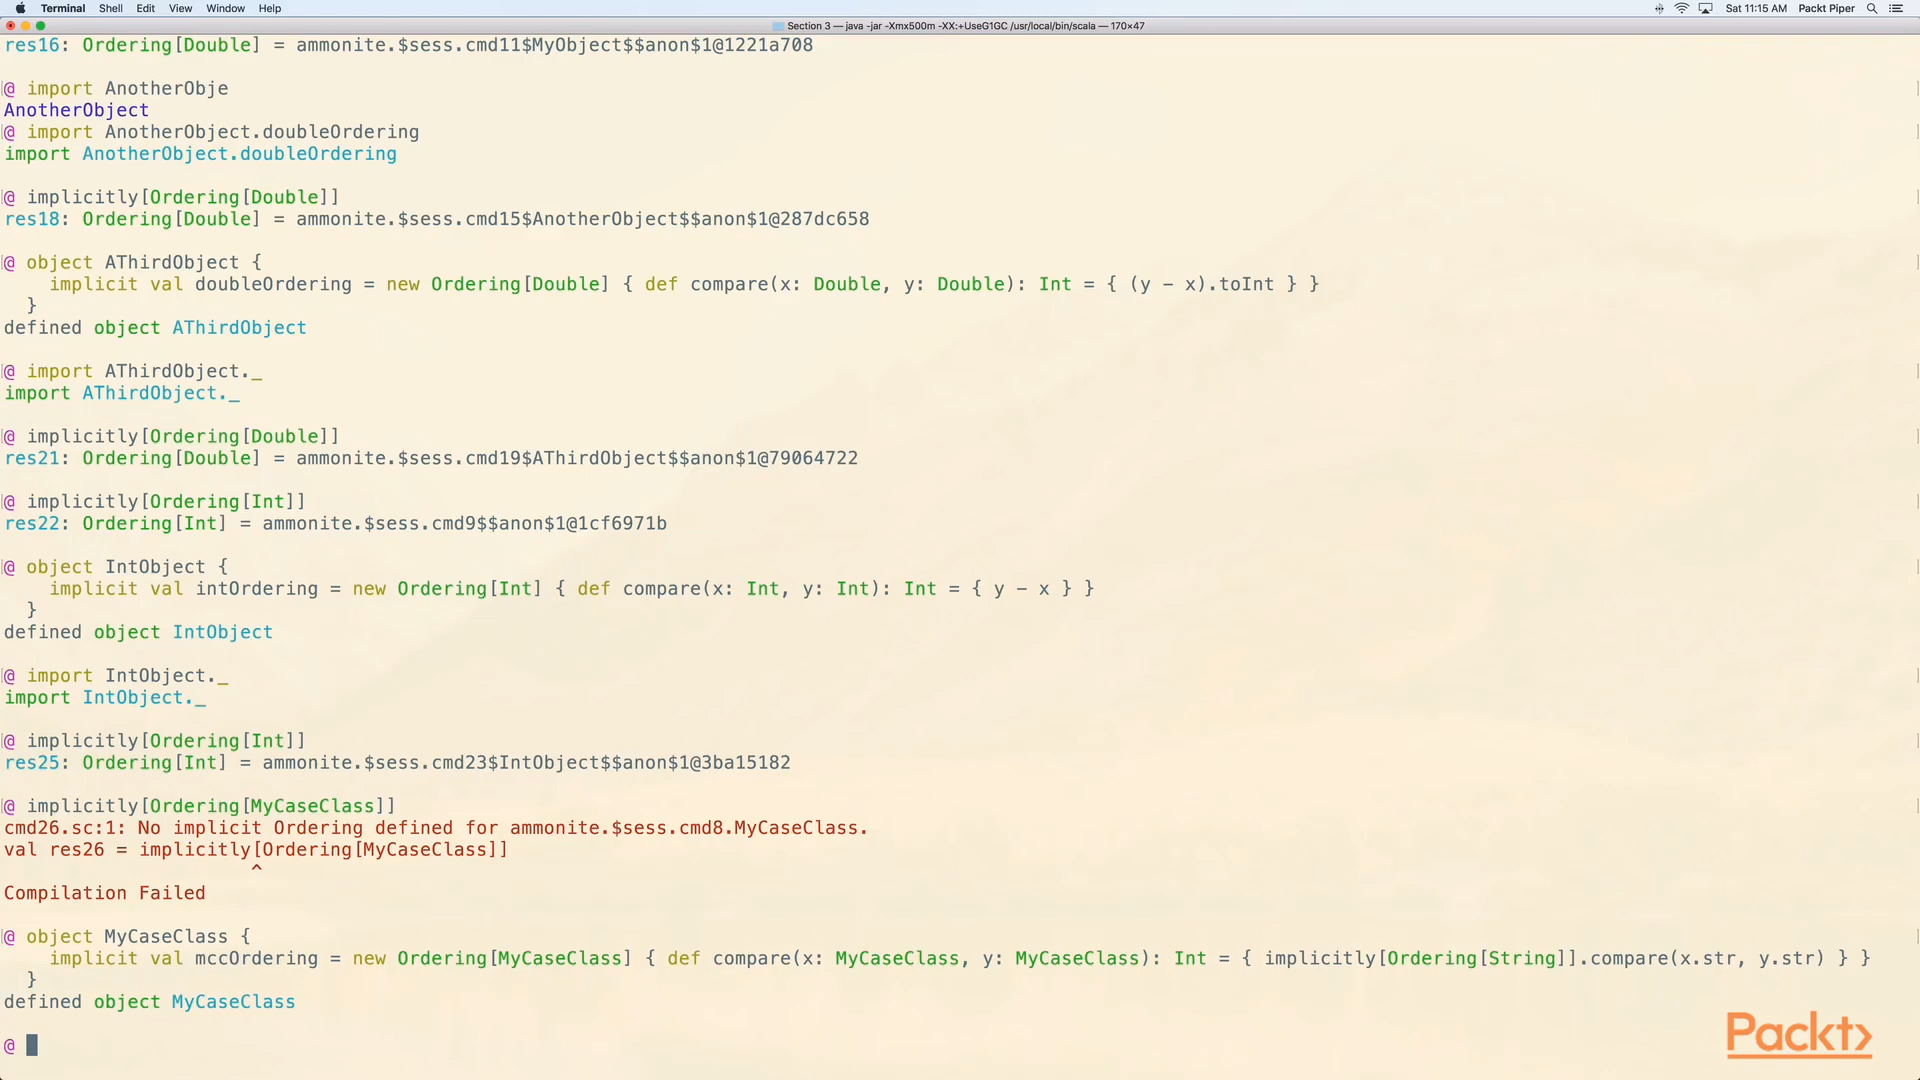 Terminal Shell Edit View Window Help Sat 11:15 AM Packt Piper
Section 3 — java -jar -Xmx500m -XX:+UseG1GC /usr/local/bin/scala — 170×47
res16: Ordering[Double] = ammonite.$sess.cmd11$MyObject$$anon$1@1221a708
@ import AnotherObje
AnotherObject
@ import AnotherObject.doubleOrdering
import AnotherObject.doubleOrdering
@ implicitly[Ordering[Double]]
res18: Ordering[Double] = ammonite.$sess.cmd15$AnotherObject$$anon$1@287dc658
@ object AThirdObject {
implicit val doubleOrdering = new Ordering[Double] { def compare(x: Double, y: Double): Int = { (y - x).toInt } }
}
defined object AThirdObject
@ import AThirdObject._
import AThirdObject._
@ implicitly[Ordering[Double]]
res21: Ordering[Double] = ammonite.$sess.cmd19$AThirdObject$$anon$1@79064722
@ implicitly[Ordering[Int]]
res22: Ordering[Int] = ammonite.$sess.cmd9$$anon$1@1cf6971b
@ object IntObject {
implicit val intOrdering = new Ordering[Int] { def compare(x: Int, y: Int): Int = { y - x } }
}
defined object IntObject
@ import IntObject._
import IntObject._
@ implicitly[Ordering[Int]]
res25: Ordering[Int] = ammonite.$sess.cmd23$IntObject$$anon$1@3ba15182
@ implicitly[Ordering[MyCaseClass]]
cmd26.sc:1: No implicit Ordering defined for ammonite.$sess.cmd8.MyCaseClass.
val res26 = implicitly[Ordering[MyCaseClass]]
^
Compilation Failed
@ object MyCaseClass {
implicit val mccOrdering = new Ordering[MyCaseClass] { def compare(x: MyCaseClass, y: MyCaseClass): Int = { implicitly[Ordering[String]].compare(x.str, y.str) } }
}
defined object MyCaseClass
@
Packt>